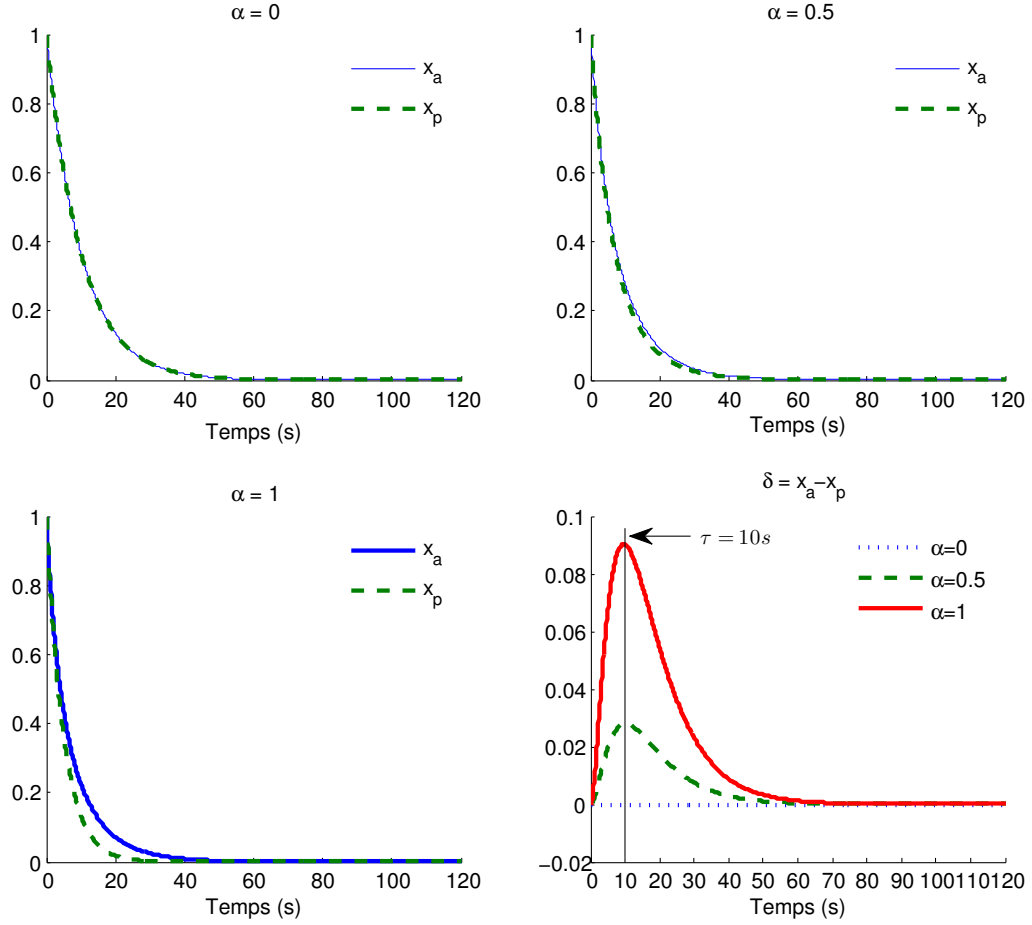 α = 0
1
0.8
0.6
0.4
0.2
0
0 20 40 60 80 100 120
Temps (s)
x_a
x_p
α = 0.5
1
0.8
0.6
0.4
0.2
0
0 20 40 60 80 100 120
Temps (s)
x_a
x_p
α = 1
1
0.8
0.6
0.4
0.2
0
0 20 40 60 80 100 120
Temps (s)
x_a
x_p
δ = x_a−x_p
0.1
0.08
0.06
0.04
0.02
0
−0.02
0 10 20 30 40 50 60 70 80 90 100110120
Temps (s)
τ = 10s
α=0
α=0.5
α=1